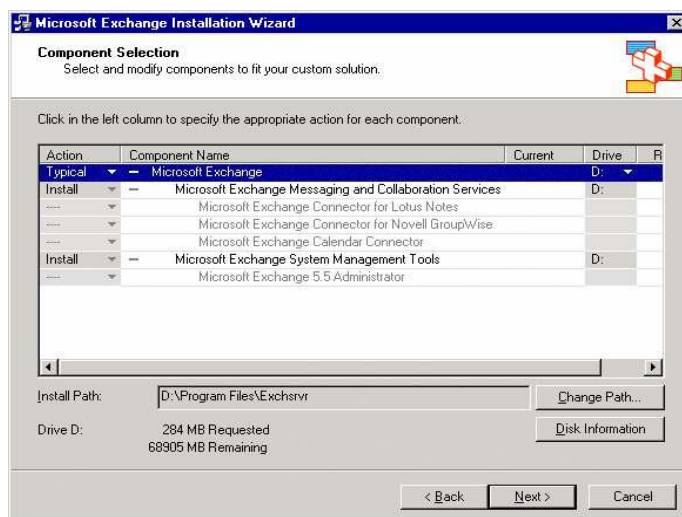 Microsoft Exchange Installation Wizard
Component Selection
Select and modify components to fit your custom solution.
Click in the left column to specify the appropriate action for each component.
Action Component Name Current Drive R
Typical — Microsoft Exchange D:
Install — Microsoft Exchange Messaging and Collaboration Services D:
---- Microsoft Exchange Connector for Lotus Notes
---- Microsoft Exchange Connector for Novell GroupWise
---- Microsoft Exchange Calendar Connector
Install — Microsoft Exchange System Management Tools D:
---- Microsoft Exchange 5.5 Administrator
Install Path: D:\Program Files\Exchsrvr Change Path...
Drive D: 284 MB Requested Disk Information
68905 MB Remaining
< Back Next > Cancel